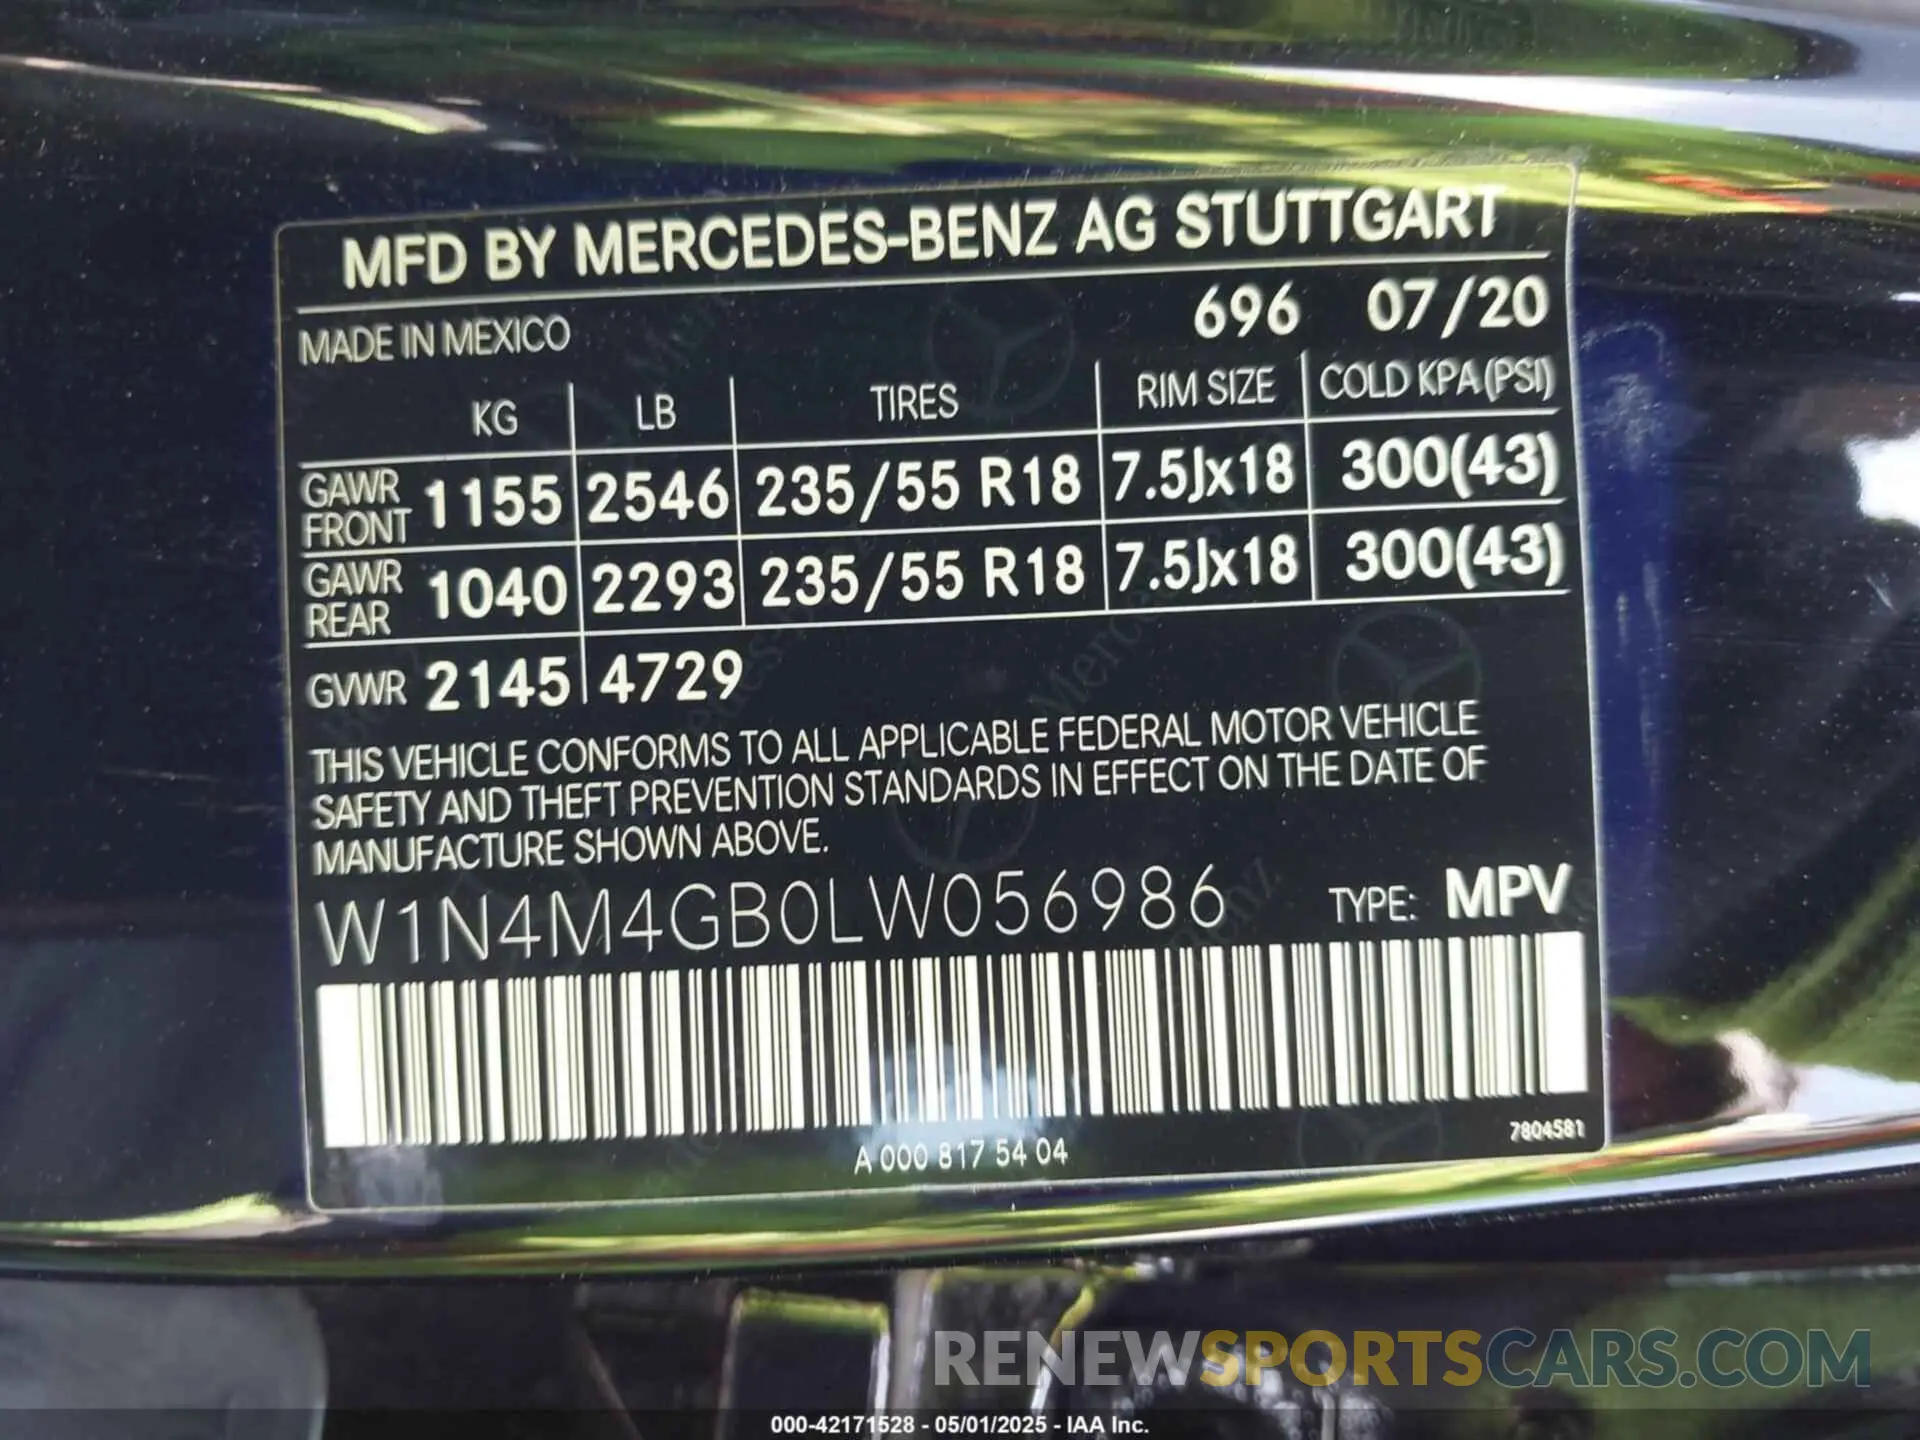 MFD BY MERCEDES-BENZ AG STUTTGART
MADE IN MEXICO 696 07/20
KG LB TIRES RIM SIZE COLD KPA(PSI)
GAWR FRONT 1155 2546 235/55 R18 7.5Jx18 300(43)
GAWR REAR 1040 2293 235/55 R18 7.5Jx18 300(43)
GVWR 2145 4729
THIS VEHICLE CONFORMS TO ALL APPLICABLE FEDERAL MOTOR VEHICLE
SAFETY AND THEFT PREVENTION STANDARDS IN EFFECT ON THE DATE OF
MANUFACTURE SHOWN ABOVE.
W1N4M4GB0LW056986 TYPE: MPV
7804581
A 000 817 54 04
RENEWSPORTSCARS.COM
000-42171528 - 05/01/2025 - IAA Inc.